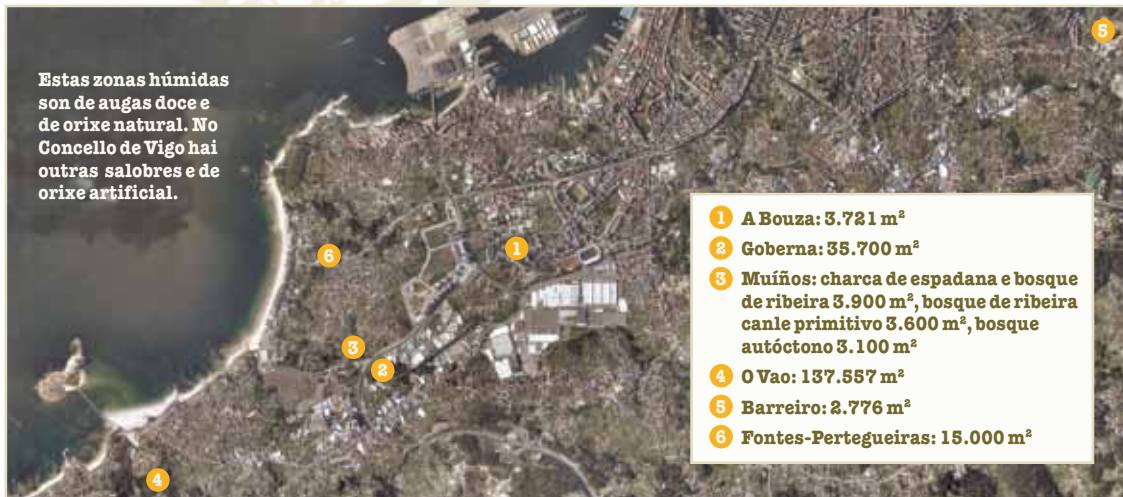 Estas zonas húmidas
son de augas doce e
de orixe natural. No
Concello de Vigo hai
outras salobres e de
orixe artificial.
5
1
6
3
2
4
1 A Bouza: 3.721 m²
2 Goberna: 35.700 m²
3 Muíños: charca de espadana e bosque
de ribeira 3.900 m², bosque de ribeira
canle primitivo 3.600 m², bosque
autóctono 3.100 m²
4 O Vao: 137.557 m²
5 Barreiro: 2.776 m²
6 Fontes-Pertegueiras: 15.000 m²